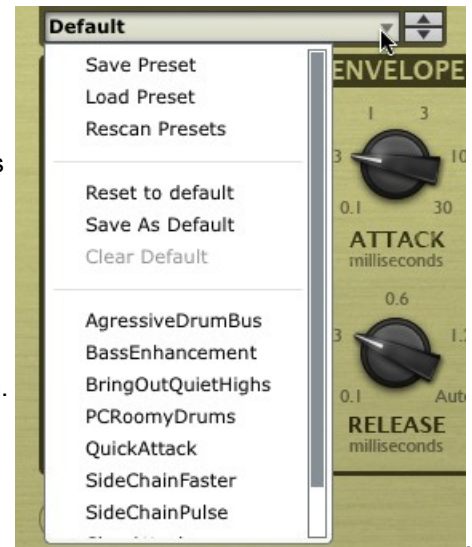 Default
Save Preset
Load Preset
Rescan Presets
Reset to default
Save As Default
Clear Default
AgressiveDrumBus
BassEnhancement
BringOutQuietHighs
PCRoomyDrums
QuickAttack
SideChainFaster
SideChainPulse
ENVELOPE
1 3
3 10
0.1 30
ATTACK
milliseconds
0.6
3 1.2
0.1 Auto
RELEASE
milliseconds
s
.